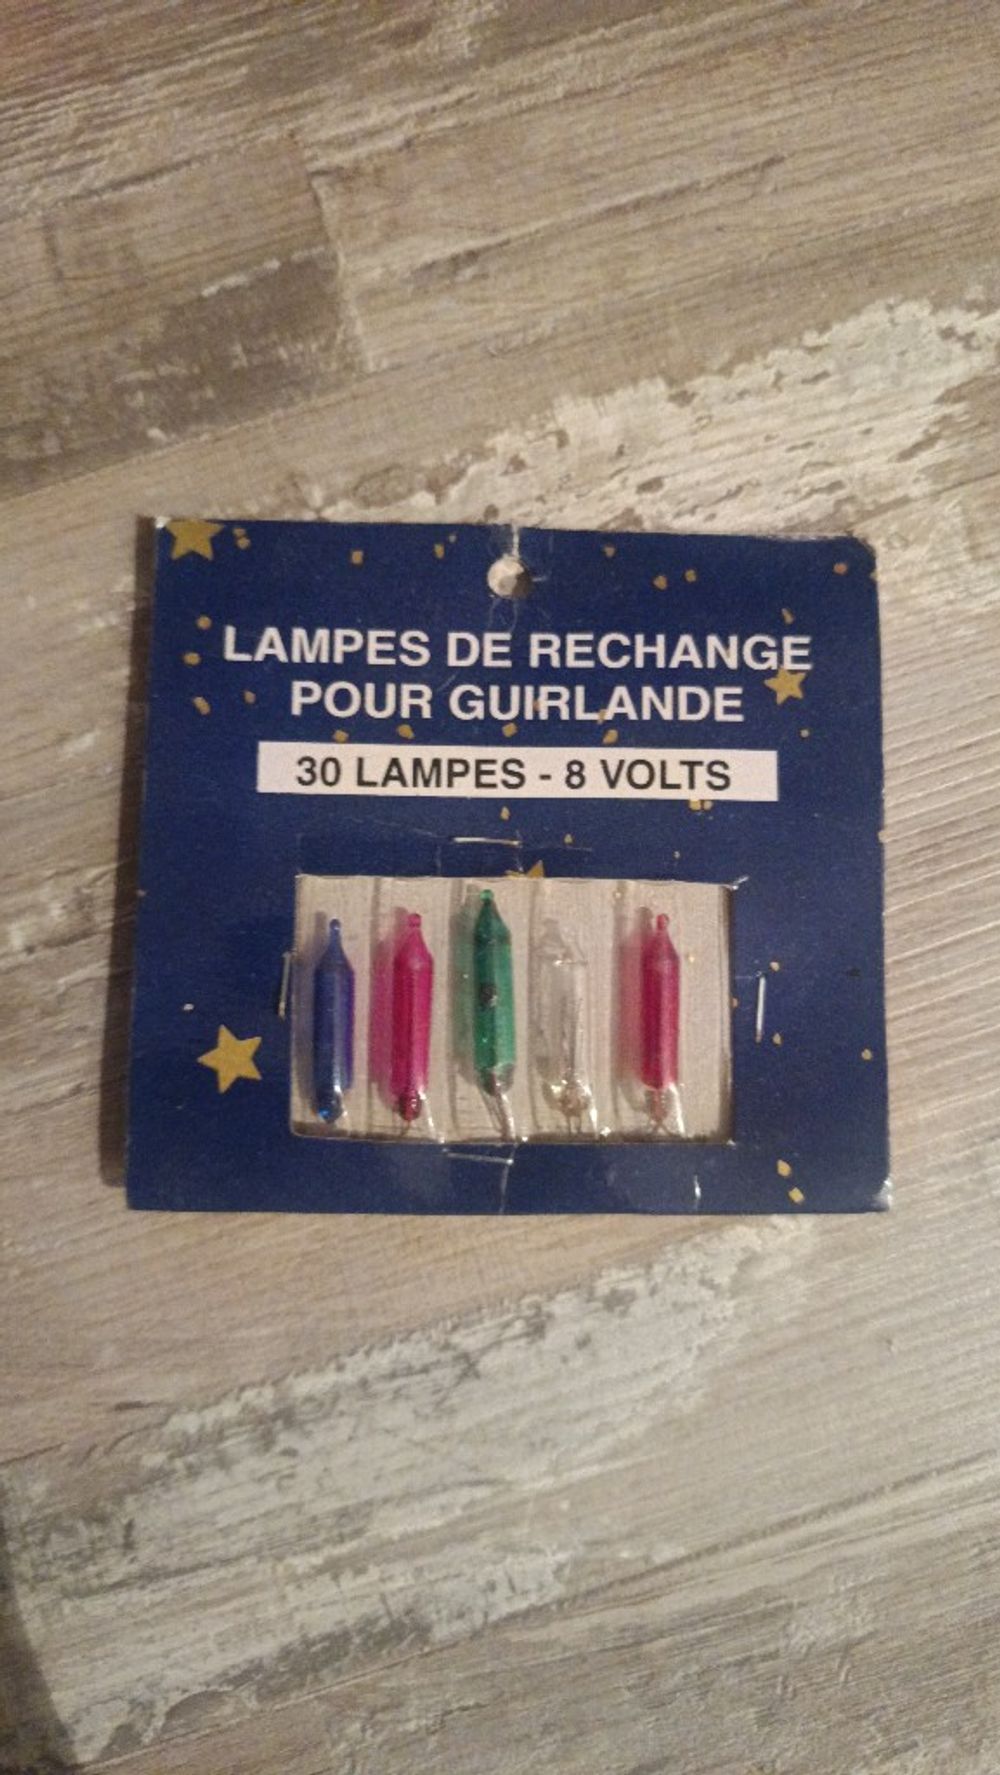 LAMPES DE RECHANGE
POUR GUIRLANDE
30 LAMPES - 8 VOLTS